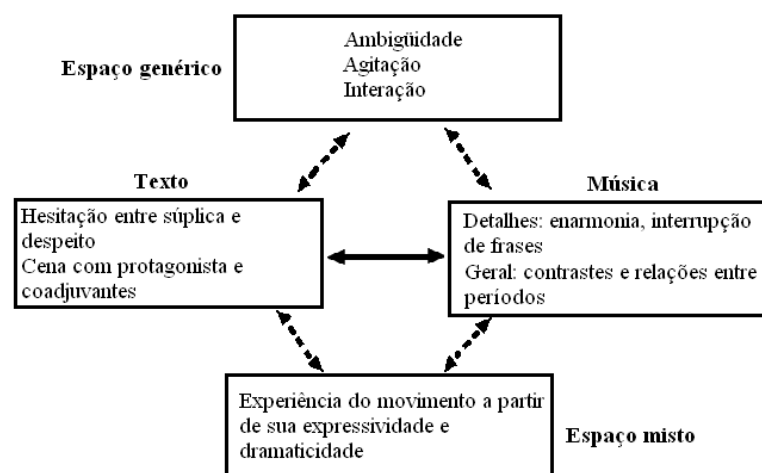 Espaço genérico
Ambigüidade
Agitação
Interação
Texto
Hesitação entre súplica e
despeito
Cena com protagonista e
coadjuvantes
Música
Detalhes: enarmonia, interrupção
de frases
Geral: contrastes e relações entre
períodos
Experiência do movimento a partir
de sua expressividade e
dramaticidade
Espaço misto